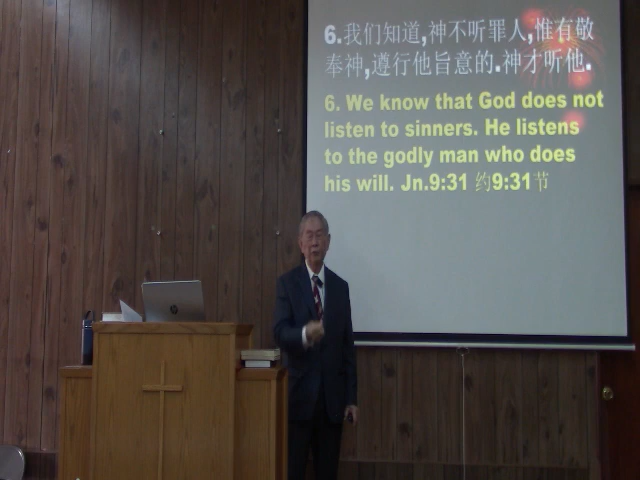 6.我们知道,神不听罪人,惟有敬
奉神,遵行他旨意的.神才听他.
6. We know that God does not
listen to sinners. He listens
to the godly man who does
his will. Jn.9:31 约9:31节
hp